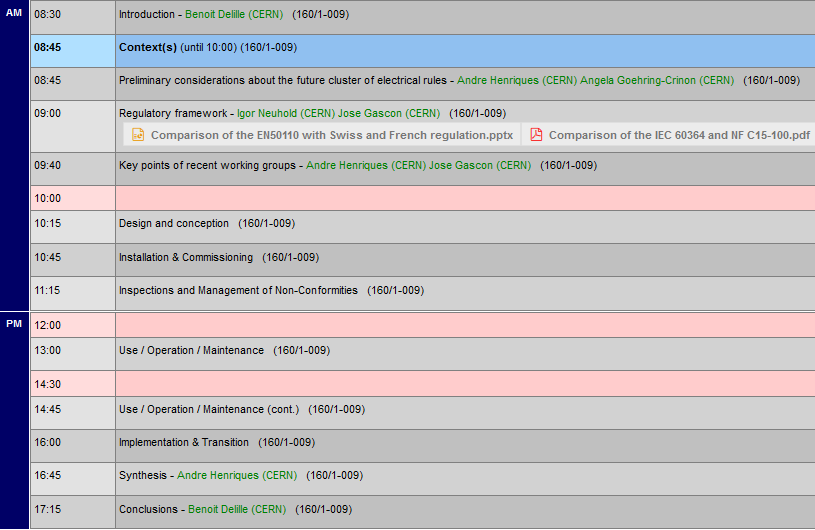 AM
08:30 Introduction - Benoit Delille (CERN) (160/1-009)
08:45 Context(s) (until 10:00) (160/1-009)
08:45 Preliminary considerations about the future cluster of electrical rules - Andre Henriques (CERN) Angela Goehring-Crinon (CERN) (160/1-009)
09:00 Regulatory framework - Igor Neuhold (CERN) Jose Gascon (CERN) (160/1-009)
Comparison of the EN50110 with Swiss and French regulation.pptx Comparison of the IEC 60364 and NF C15-100.pdf
09:40 Key points of recent working groups - Andre Henriques (CERN) Jose Gascon (CERN) (160/1-009)
10:00
10:15 Design and conception (160/1-009)
10:45 Installation & Commissioning (160/1-009)
11:15 Inspections and Management of Non-Conformities (160/1-009)
PM
12:00
13:00 Use / Operation / Maintenance (160/1-009)
14:30
14:45 Use / Operation / Maintenance (cont.) (160/1-009)
16:00 Implementation & Transition (160/1-009)
16:45 Synthesis - Andre Henriques (CERN) (160/1-009)
17:15 Conclusions - Benoit Delille (CERN) (160/1-009)